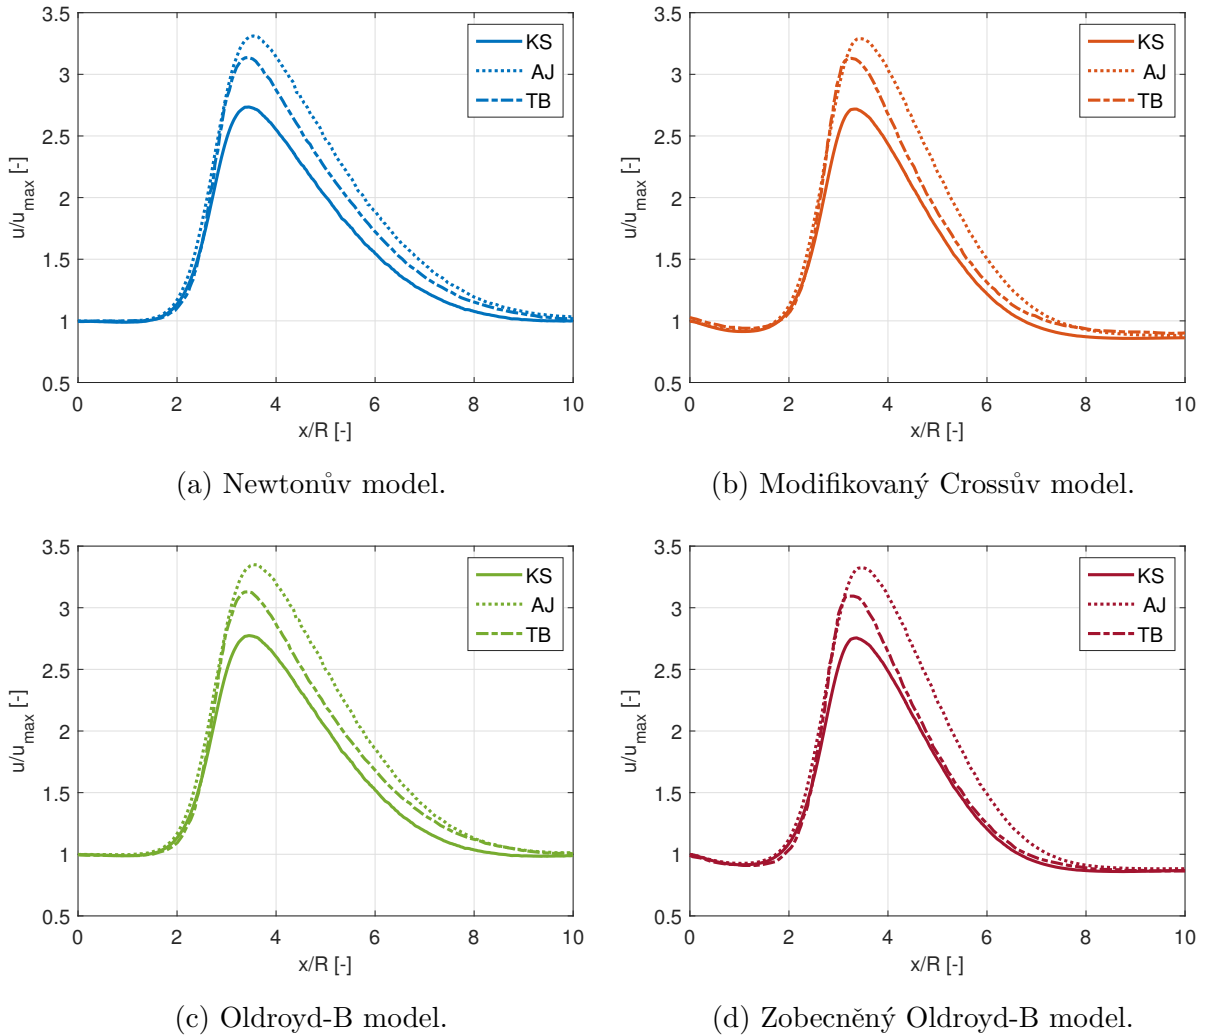 3.5
3
2.5
2
1.5
1
0.5
0 2 4 6 8 10
x/R [-]
u/u_max [-]
KS
AJ
TB
(a) Newtonův model.
3.5
3
2.5
2
1.5
1
0.5
0 2 4 6 8 10
x/R [-]
u/u_max [-]
KS
AJ
TB
(b) Modifikovaný Crossův model.
3.5
3
2.5
2
1.5
1
0.5
0 2 4 6 8 10
x/R [-]
u/u_max [-]
KS
AJ
TB
(c) Oldroyd-B model.
3.5
3
2.5
2
1.5
1
0.5
0 2 4 6 8 10
x/R [-]
u/u_max [-]
KS
AJ
TB
(d) Zobecněný Oldroyd-B model.